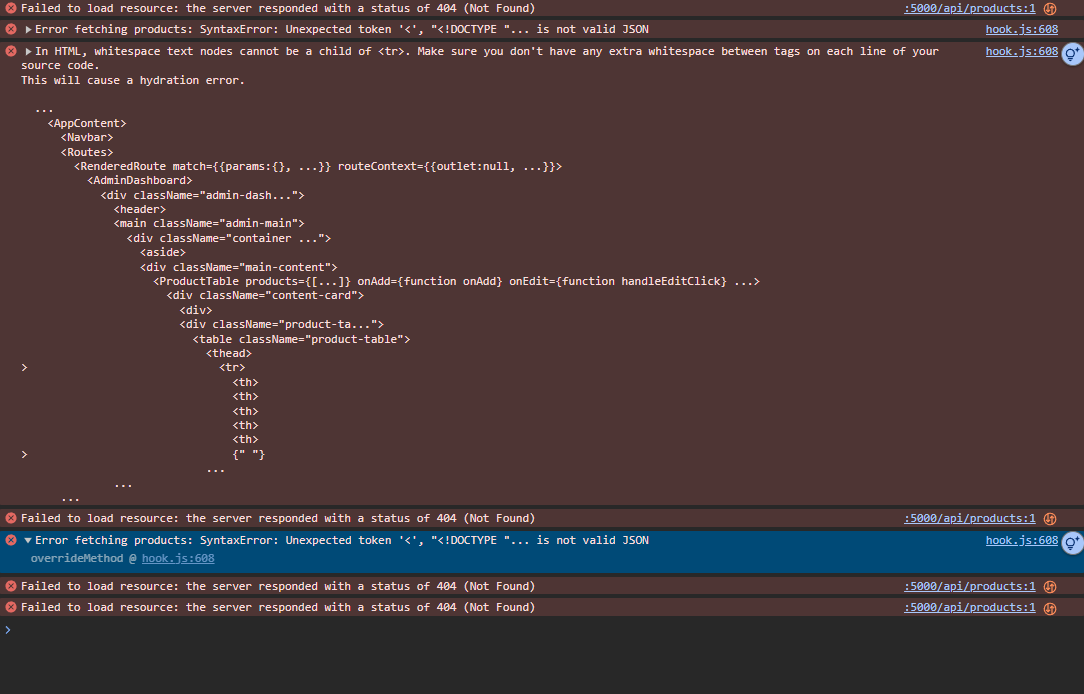 Failed to load resource: the server responded with a status of 404 (Not Found) :5000/api/products:1
Error fetching products: SyntaxError: Unexpected token '<', "<!DOCTYPE "... is not valid JSON hook.js:608
In HTML, whitespace text nodes cannot be a child of <tr>. Make sure you don't have any extra whitespace between tags on each line of your hook.js:608
source code.
This will cause a hydration error.
...
<AppContent>
<Navbar>
<Routes>
<RenderedRoute match={{params:{}, ...}} routeContext={{outlet:null, ...}}>
<AdminDashboard>
<div className="admin-dash...">
<header>
<main className="admin-main">
<div className="container ...">
<aside>
<div className="main-content">
<ProductTable products={[...]} onAdd={function onAdd} onEdit={function handleEditClick} ...>
<div className="content-card">
<div>
<div className="product-ta...">
<table className="product-table">
<thead>
> <tr>
<th>
<th>
<th>
<th>
<th>
> {" "}
...
...
...
Failed to load resource: the server responded with a status of 404 (Not Found) :5000/api/products:1
Error fetching products: SyntaxError: Unexpected token '<', "<!DOCTYPE "... is not valid JSON hook.js:608
overrideMethod @ hook.js:608
Failed to load resource: the server responded with a status of 404 (Not Found) :5000/api/products:1
Failed to load resource: the server responded with a status of 404 (Not Found) :5000/api/products:1